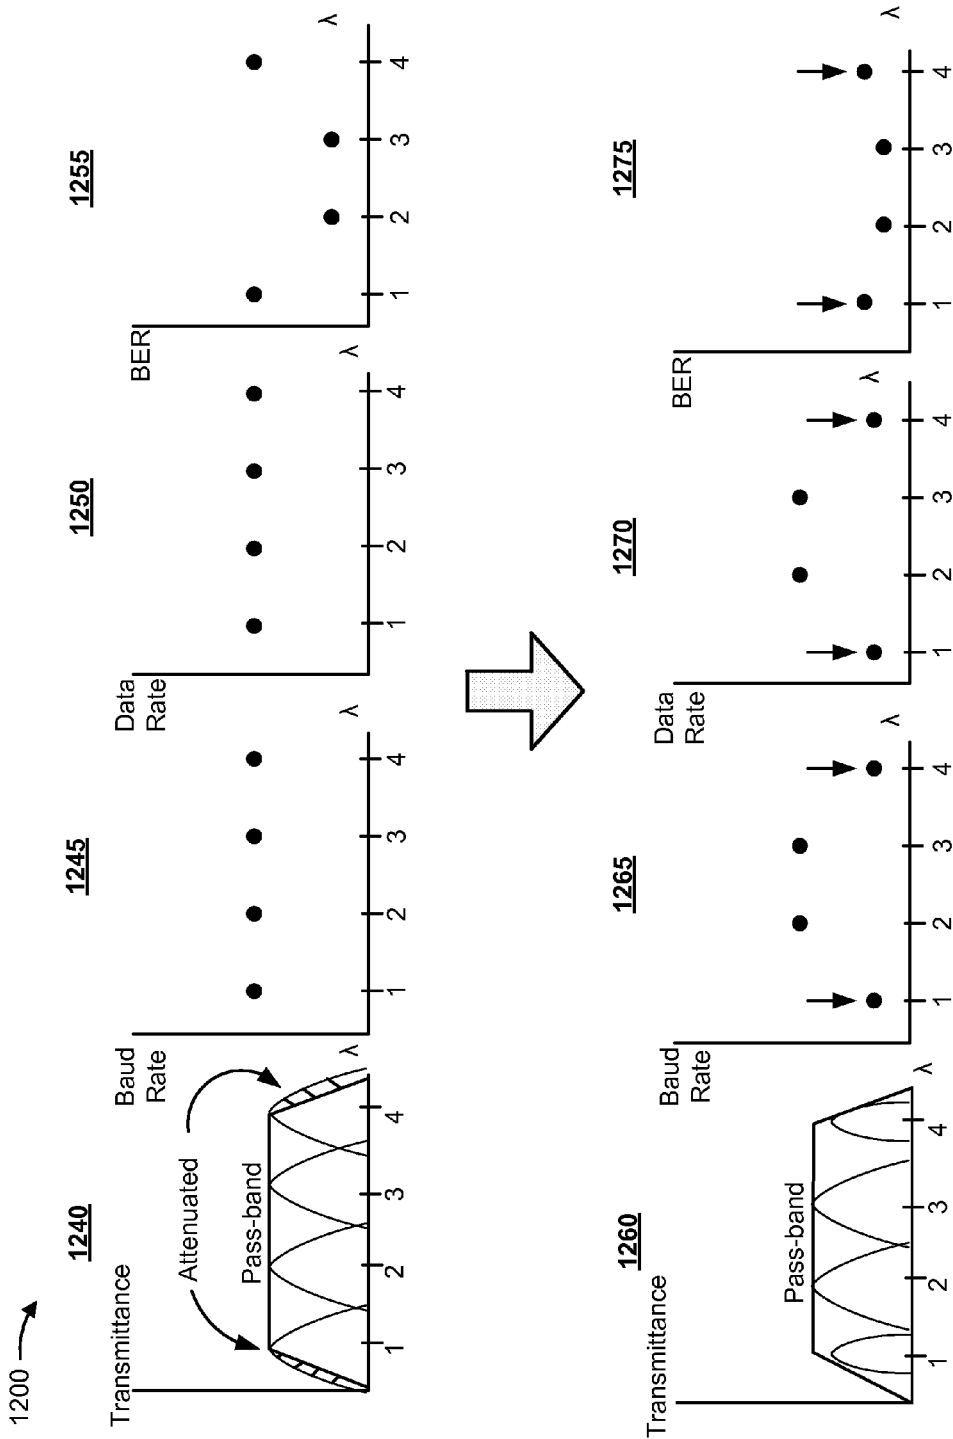 1200
1240
Transmittance
Attenuated
Pass-band
1
2
3
4
λ
1245
Baud
Rate
1
2
3
4
λ
1250
Data
Rate
1
2
3
4
λ
1255
BER
1
2
3
4
λ
1260
Transmittance
Pass-band
1
2
3
4
λ
1265
Baud
Rate
1
2
3
4
λ
1270
Data
Rate
1
2
3
4
λ
1275
BER
1
2
3
4
λ